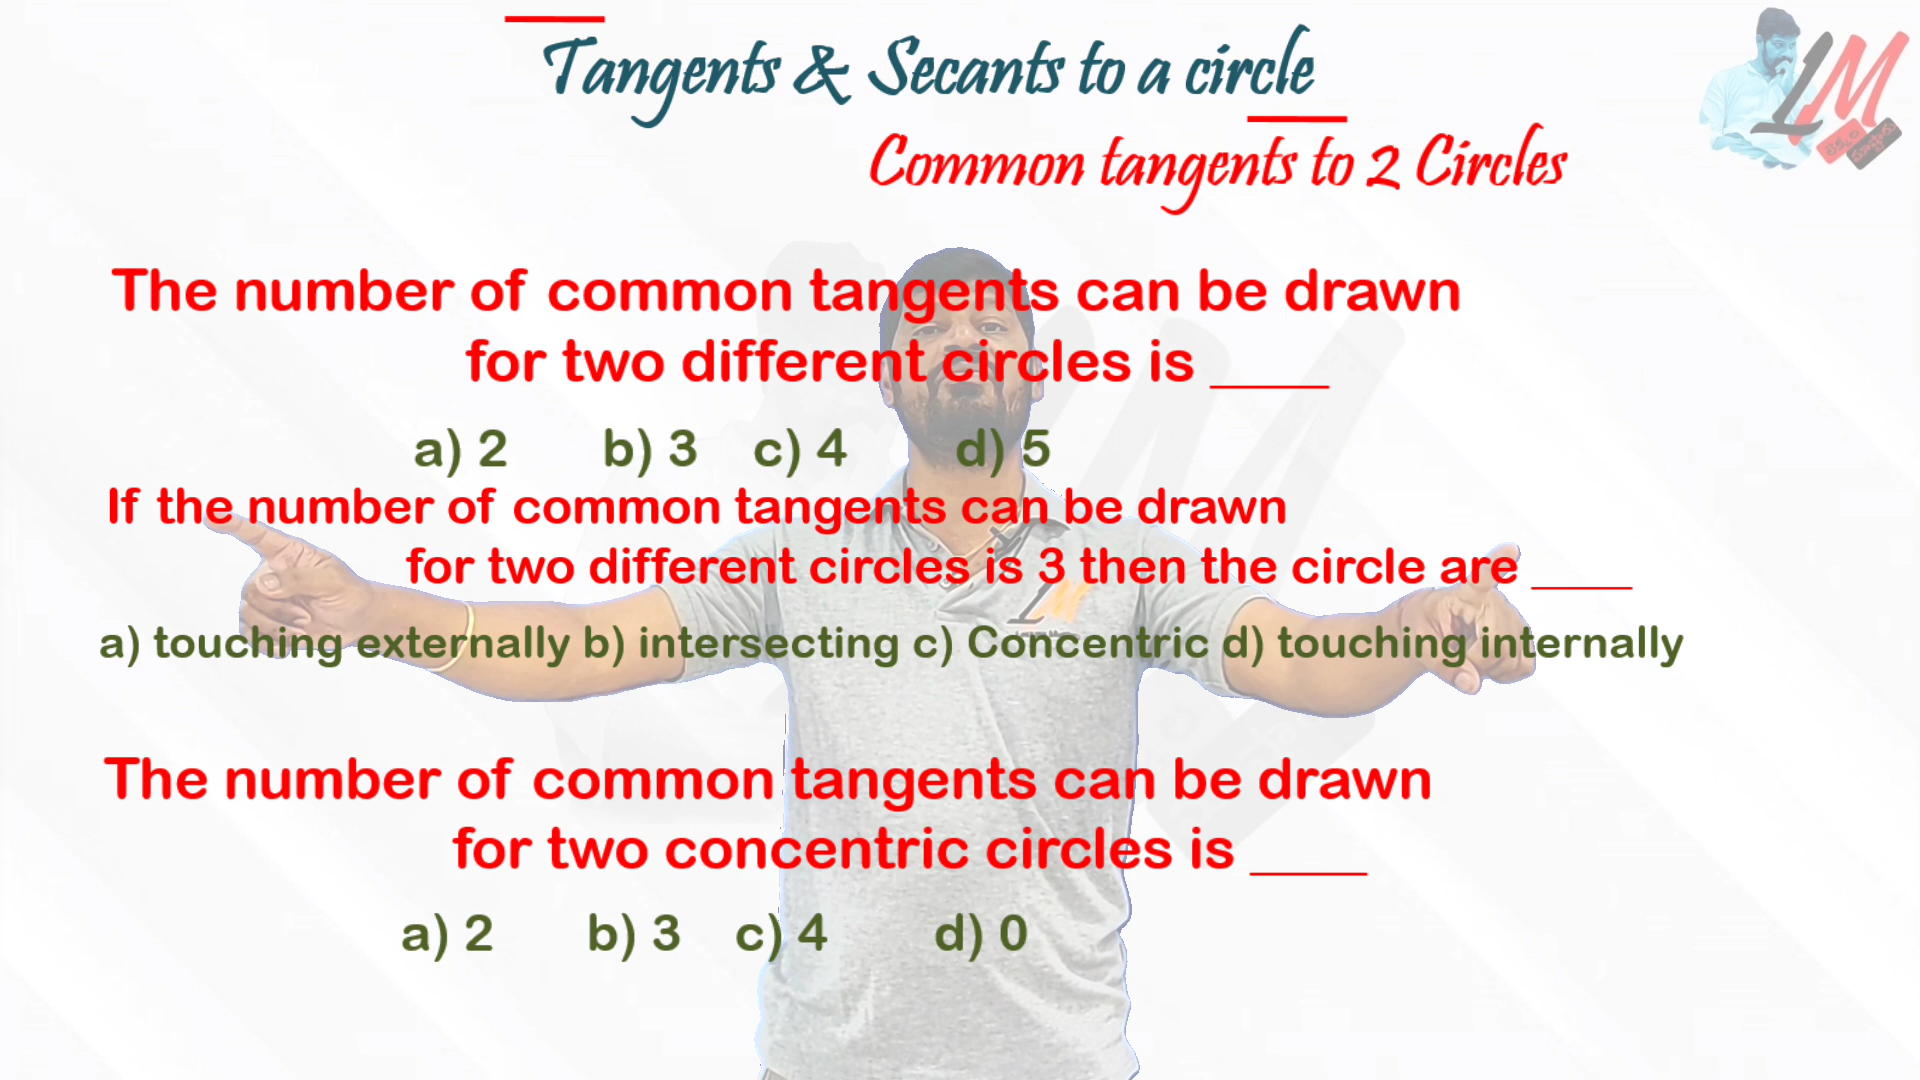 Tangents & Secants to a circle
LM
Common tangents to 2 Circles
The number of common tangents can be drawn
for two different circles is ____
a) 2 b) 3 c) 4 d) 5
If the number of common tangents can be drawn
for two different circles is 3 then the circle are ____
a) touching externally b) intersecting c) Concentric d) touching internally
The number of common tangents can be drawn
for two concentric circles is ____
a) 2 b) 3 c) 4 d) 0